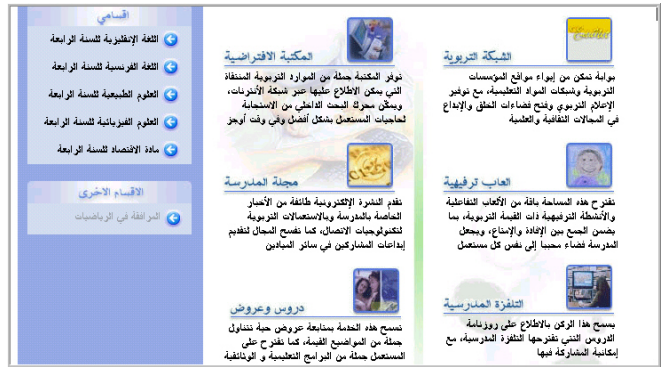 الشبكة التربوية
بوابة تمكن من إيواء مواقع المؤسسات
التربوية وشبكات المواد التعليمية، مع توفير
الإعلام التربوي وفتح فضاءات الخلق والإبداع
في المجالات الثقافية والعلمية
العاب ترفيهية
تقترح هذه المساحة باقة من الألعاب التفاعلية
والأنشطة الترفيهية ذات القيمة التربوية، بما
يضمن الجمع بين الإفادة والإمتاع، ويجعل
المدرسة فضاء محببا إلى نفس كل مستعمل
التلفزة المدرسية
يسمح هذا الركن بالاطلاع على روزنامة
الدروس التي تقترحها التلفزة المدرسية، مع
إمكانية المشاركة فيها
المكتبة الافتراضية
توفر المكتبة جملة من الموارد التربوية المنتقاة
التي يمكن الاطلاع عليها عبر شبكة الأنترنات،
ويمكّن محرك البحث الداخلي من الاستجابة
لحاجيات المستعمل بشكل أفضل وفي وقت أوجز
مجلة المدرسة
تقدم النشرة الإلكترونية طائفة من الأخبار
الخاصة بالمدرسة وبالاستعمالات التربوية
لتكنولوجيات الاتصال، كما تفسح المجال لتقديم
إبداعات المشاركين في سائر الميادين
دروس وعروض
تسمح هذه الخدمة بمتابعة عروض حية تتناول
جملة من المواضيع القيمة، كما تقترح على
المستعمل جملة من البرامج التعليمية و الوثائقية
اقسامي
اللغة الإنقليزية للسنة الرابعة
اللغة الفرنسية للسنة الرابعة
العلوم الطبيعية للسنة الرابعة
العلوم الفيزيائية للسنة الرابعة
مادة الاقتصاد للسنة الرابعة
الاقسام الاخرى
المرافقة في الرياضيات